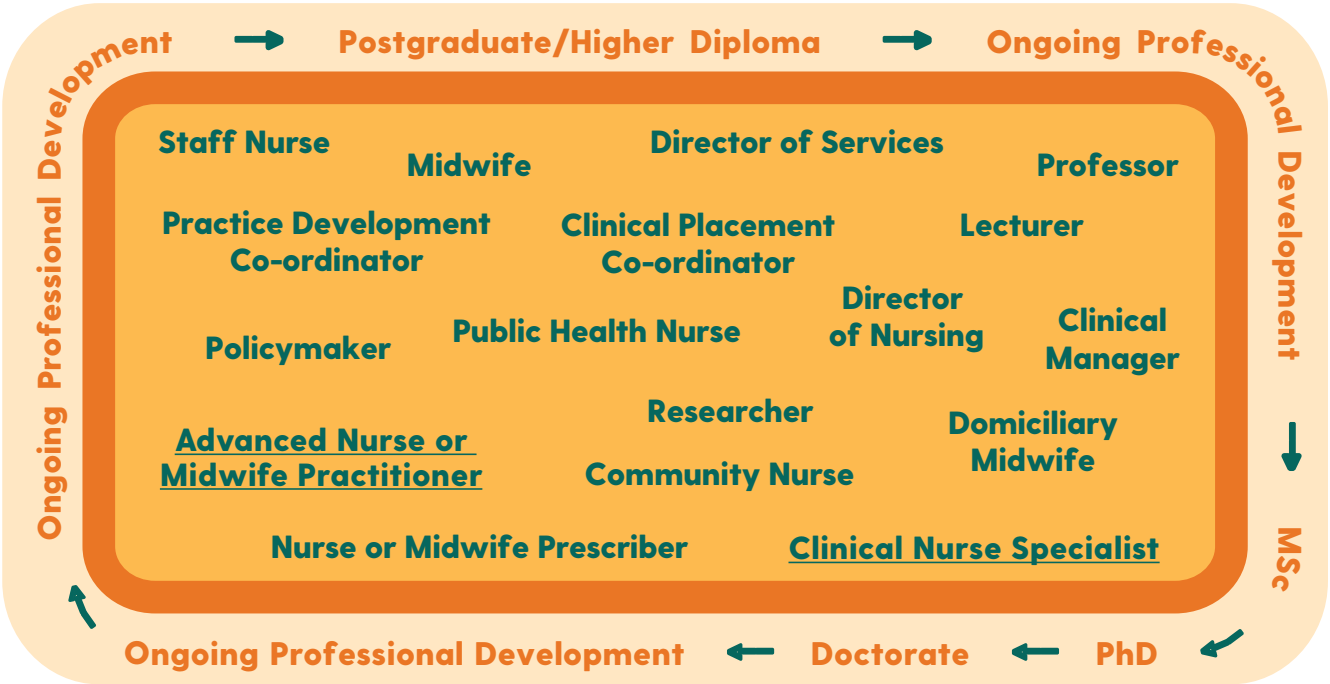 Ongoing Professional Development
Postgraduate/Higher Diploma
Ongoing Professional Development
MSc
PhD
Doctorate
Ongoing Professional Development
Staff Nurse
Midwife
Director of Services
Professor
Practice Development
Co-ordinator
Clinical Placement
Co-ordinator
Lecturer
Policymaker
Public Health Nurse
Director
of Nursing
Clinical
Manager
Advanced Nurse or
Midwife Practitioner
Researcher
Community Nurse
Domiciliary
Midwife
Nurse or Midwife Prescriber
Clinical Nurse Specialist